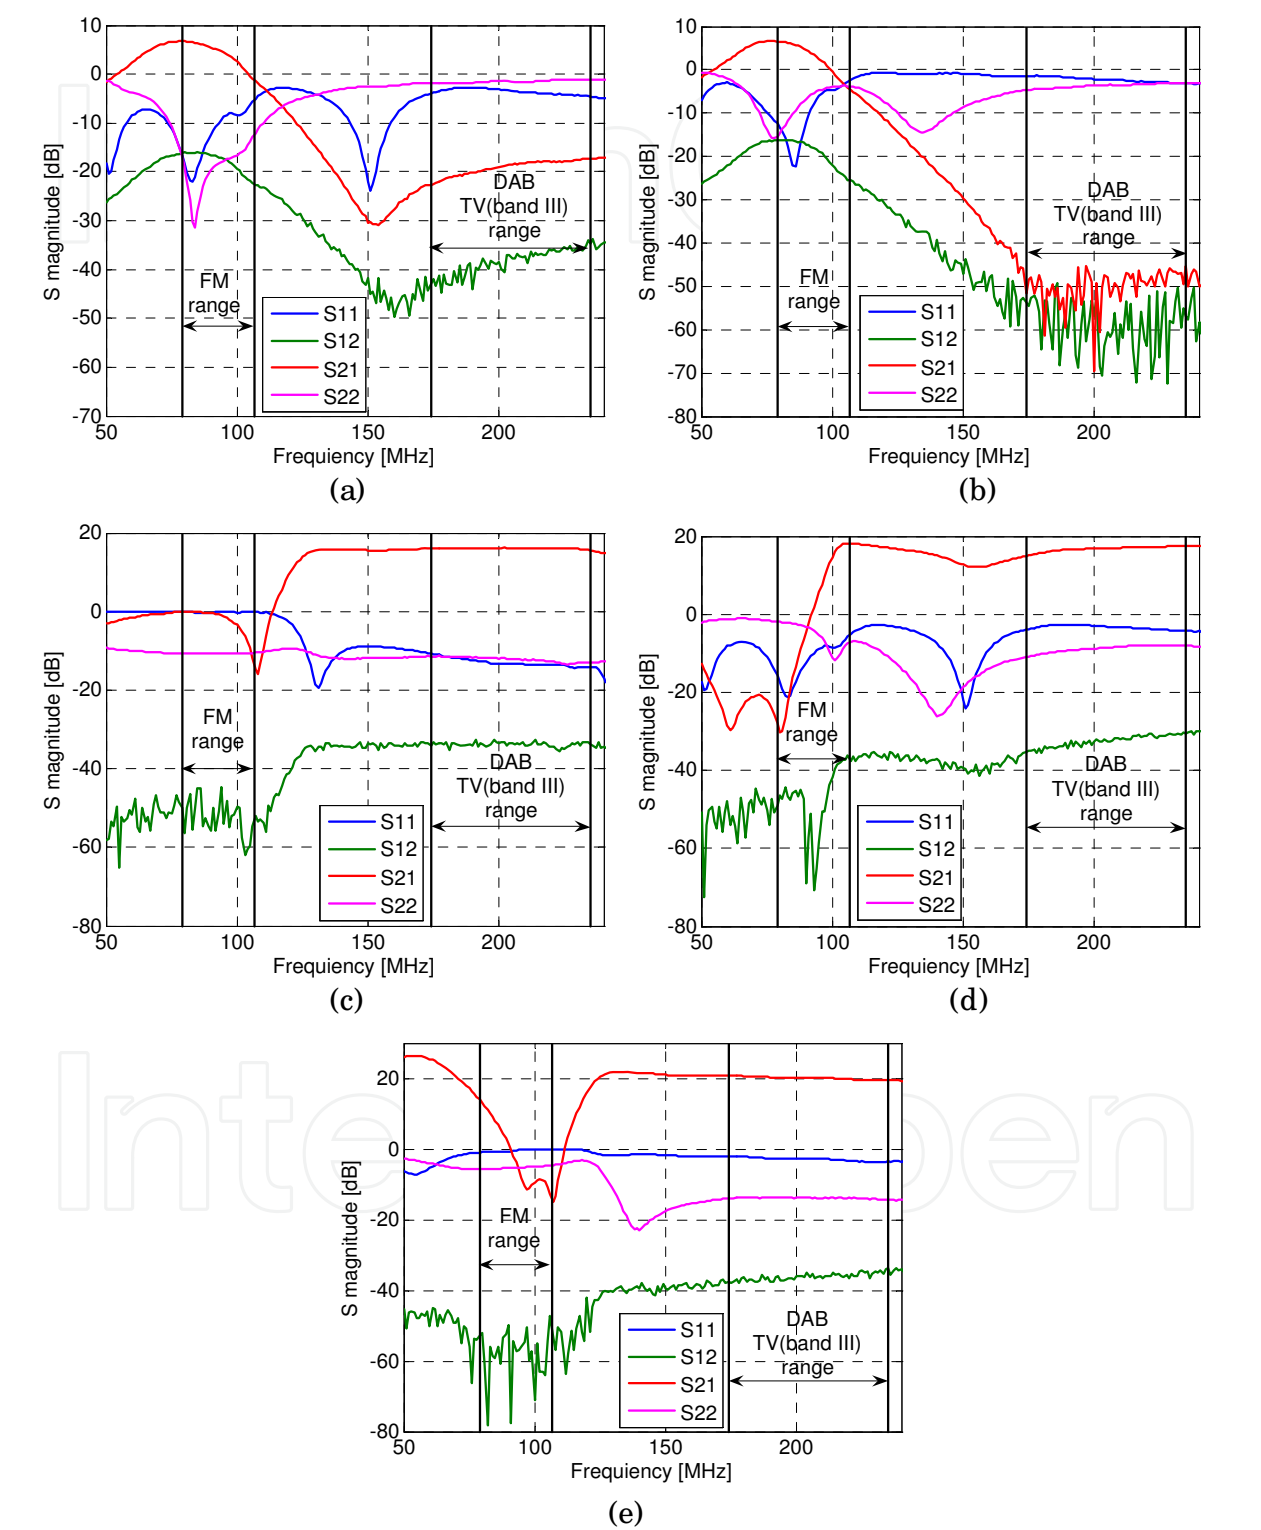 10
0
-10
-20
-30
-40
-50
-60
-70
50
100
150
200
S magnitude [dB]
Frequiency [MHz]
FM
range
DAB
TV(band III)
range
S11
S12
S21
S22
(a)
10
0
-10
-20
-30
-40
-50
-60
-70
-80
50
100
150
200
S magnitude [dB]
Frequiency [MHz]
FM
range
DAB
TV(band III)
range
S11
S12
S21
S22
(b)
20
0
-20
-40
-60
-80
50
100
150
200
S magnitude [dB]
Frequiency [MHz]
FM
range
DAB
TV(band III)
range
S11
S12
S21
S22
(c)
20
0
-20
-40
-60
-80
50
100
150
200
S magnitude [dB]
Frequiency [MHz]
FM
range
DAB
TV(band III)
range
S11
S12
S21
S22
(d)
20
0
-20
-40
-60
-80
50
100
150
200
S magnitude [dB]
Frequiency [MHz]
FM
range
DAB
TV(band III)
range
S11
S12
S21
S22
(e)